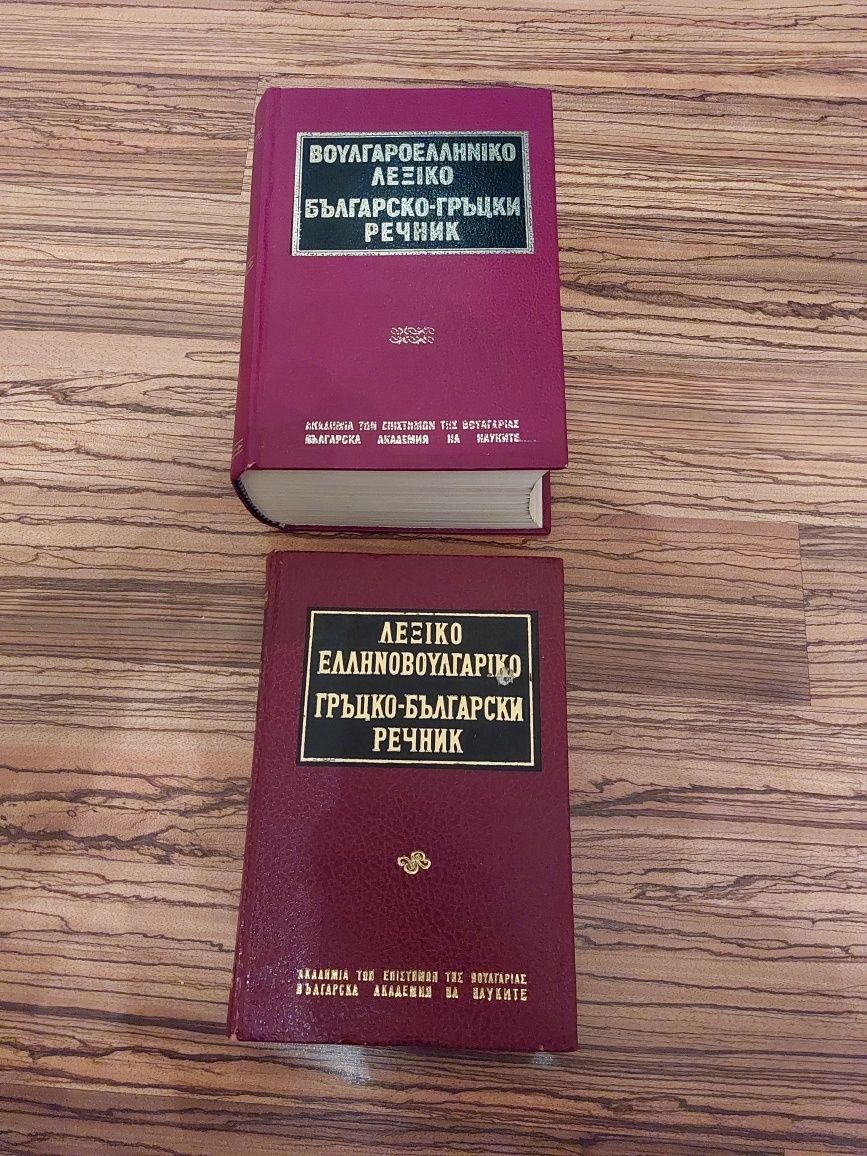 ΒΟΥΛΓΑΡΟΕΛΛΗΝΙΚΟ
ΛΕΞΙΚΟ
БЪЛГАРСКО-ГРЪЦКИ
РЕЧНИК
ΑΚΑΔΗΜΙΑ ΤΩΝ ΕΠΙΣΤΗΜΩΝ ΤΗΣ ΒΟΥΛΓΑΡΙΑΣ
БЪЛГАРСКА АКАДЕМИЯ НА НАУКИТЕ
ΛΕΞΙΚΟ
ΕΛΛΗΝΟΒΟΥΛΓΑΡΙΚΟ
ГРЪЦКО-БЪЛГАРСКИ
РЕЧНИК
ΑΚΑΔΗΜΙΑ ΤΩΝ ΕΠΙΣΤΗΜΩΝ ΤΗΣ ΒΟΥΛΓΑΡΙΑΣ
БЪЛГАРСКА АКАДЕМИЯ НА НАУКИТЕ